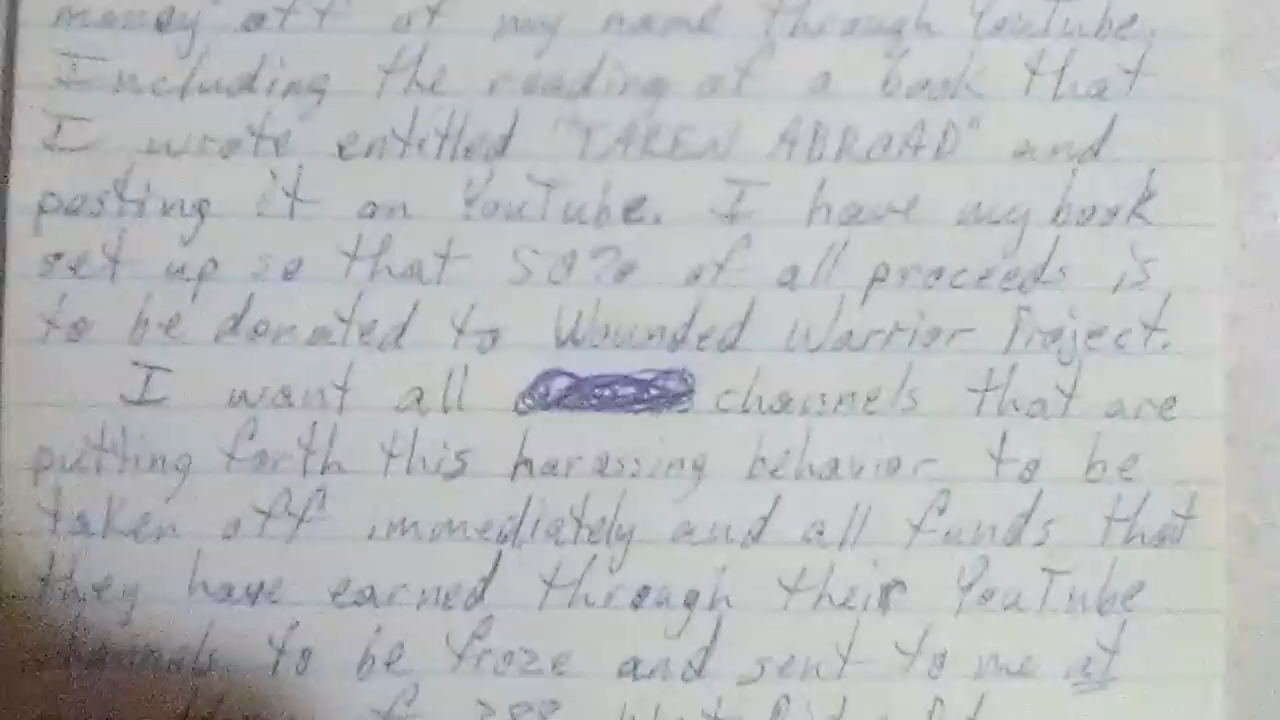 money off of my name through YouTube.
Including the reading of a book that
I wrote entitled "TAKEN ABROAD" and
posting it on YouTube. I have my book
set up so that 50% of all proceeds is
to be donated to Wounded Warrior Project.
I want all channels that are
putting forth this harassing behavior to be
taken off immediately and all funds that
they have earned through their YouTube
channels to be froze and sent to me at
of 288